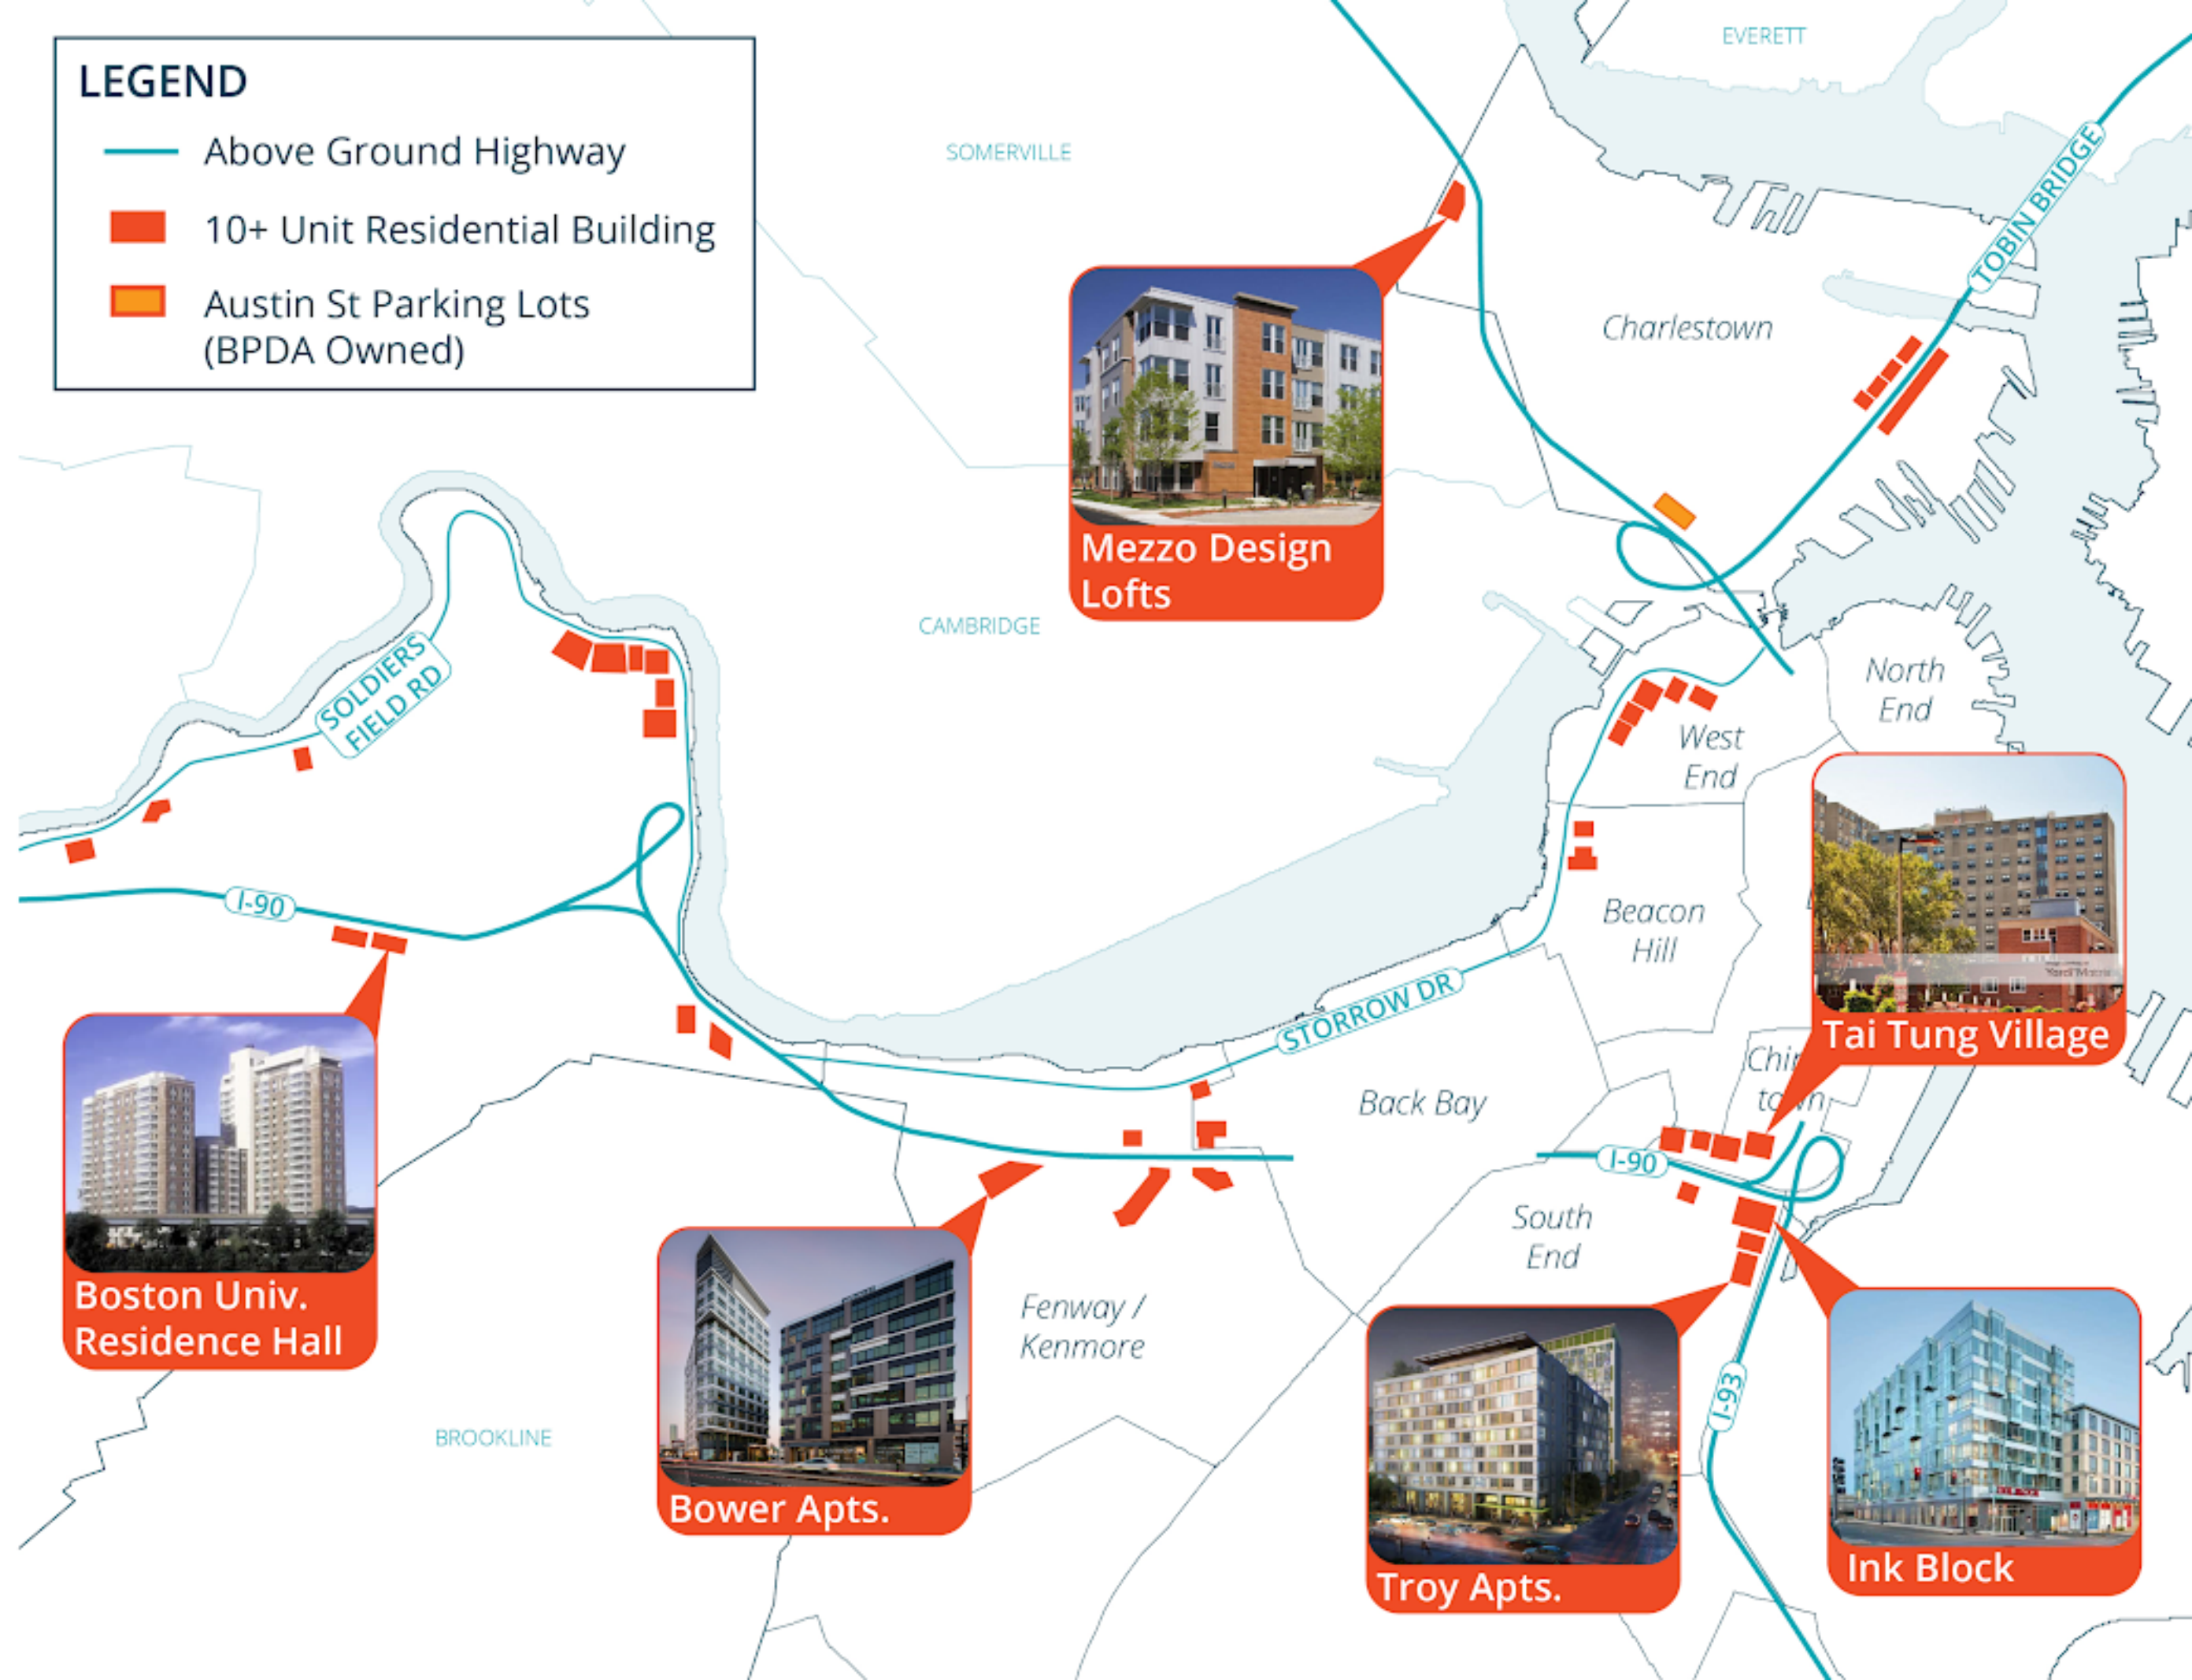 LEGEND
Above Ground Highway
10+ Unit Residential Building
Austin St Parking Lots
(BPDA Owned)
EVERETT
SOMERVILLE
TOBIN BRIDGE
Charlestown
Mezzo Design
Lofts
CAMBRIDGE
SOLDIERS
FIELD RD
North
End
West
End
I-90
Beacon
Hill
STORROW DR
Tai Tung Village
Back Bay
I-90
South
End
Boston Univ.
Residence Hall
Fenway /
Kenmore
I-93
BROOKLINE
Bower Apts.
Troy Apts.
Ink Block